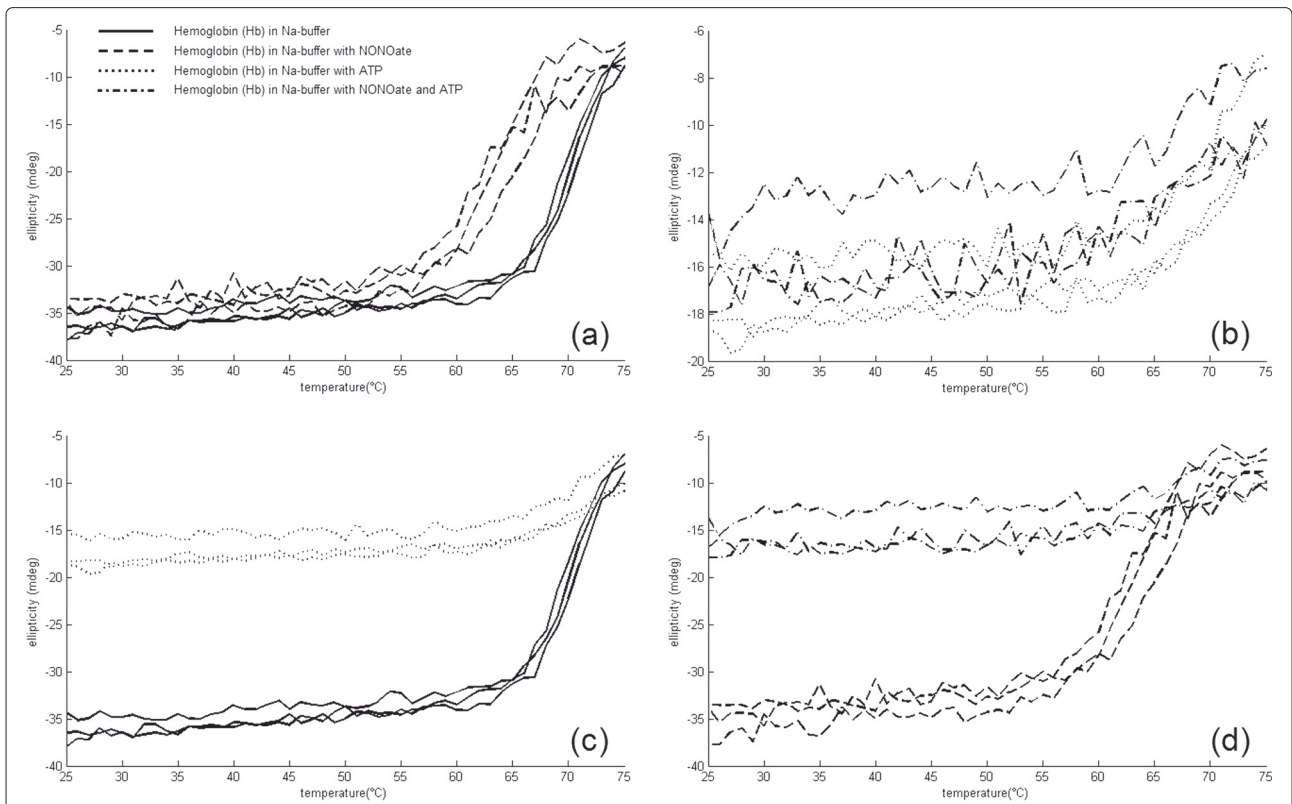 -5
Hemoglobin (Hb) in Na-buffer
Hemoglobin (Hb) in Na-buffer with NONOate
Hemoglobin (Hb) in Na-buffer with ATP
Hemoglobin (Hb) in Na-buffer with NONOate and ATP
-10
-15
-20
-25
-30
-35
-40
ellipticity (mdeg)
25 30 35 40 45 50 55 60 65 70 75
temperature(°C)
(a)
-6
-8
-10
-12
-14
-16
-18
-20
ellipticity (mdeg)
25 30 35 40 45 50 55 60 65 70 75
temperature(°C)
(b)
-5
-10
-15
-20
-25
-30
-35
-40
ellipticity (mdeg)
25 30 35 40 45 50 55 60 65 70 75
temperature(°C)
(c)
-5
-10
-15
-20
-25
-30
-35
-40
ellipticity (mdeg)
25 30 35 40 45 50 55 60 65 70 75
temperature(°C)
(d)